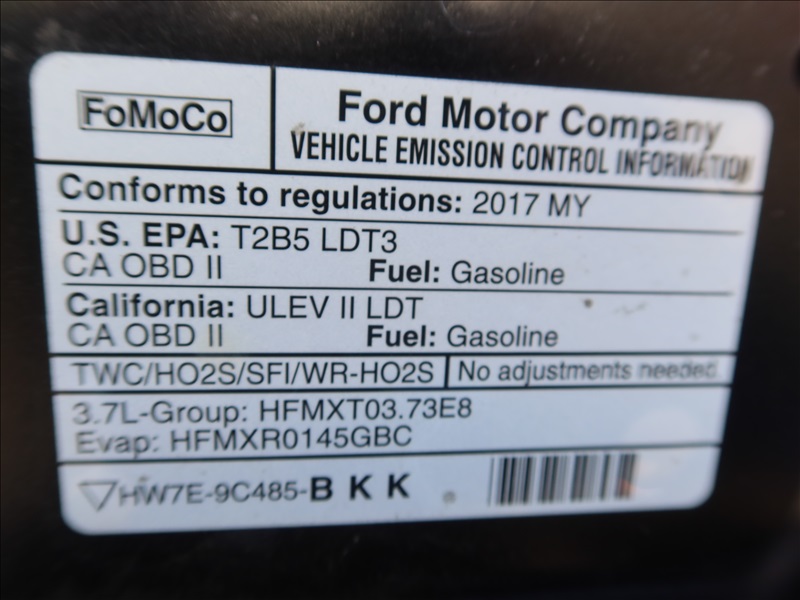 FoMoCo
Ford Motor Company
VEHICLE EMISSION CONTROL INFORMATION
Conforms to regulations: 2017 MY
U.S. EPA: T2B5 LDT3
CA OBD II Fuel: Gasoline
California: ULEV II LDT
CA OBD II Fuel: Gasoline
TWC/HO2S/SFI/WR-HO2S No adjustments needed.
3.7L-Group: HFMXT03.73E8
Evap: HFMXR0145GBC
HW7E-9C485-B K K